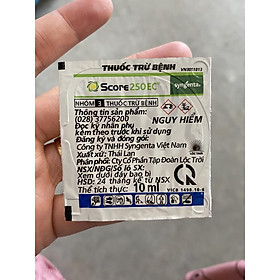 THUỐC TRỪ BỆNH
VN3011813
Score 250EC
syngenta
NHÓM 3 THUỐC TRỪ BỆNH
Thông tin sản phẩm:
(028) 37756200
NGUY HIỂM
Đọc kỹ nhãn phụ
kèm theo trước khi sử dụng
Đăng ký và đóng gói:
Công ty TNHH Syngenta Việt Nam
Xuất xứ: Thái Lan
Phân phối: Cty Cổ Phần Tập Đoàn Lộc Trời
NSX/NĐG/Số lô SX:
Xem dưới đáy bao bì
HSD: 24 tháng kể từ NSX
Thể tích thực: 10 ml